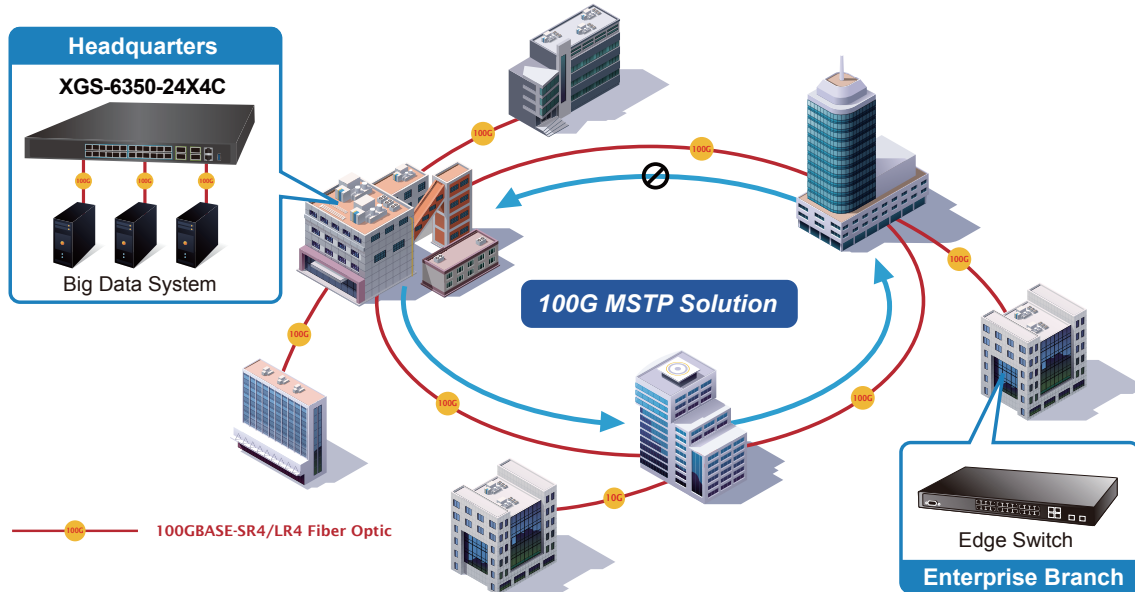 Headquarters
XGS-6350-24X4C
100G
100G
100G
Big Data System
100G
100G
100G
100G
100G
100G
10G
100G MSTP Solution
100G
100GBASE-SR4/LR4 Fiber Optic
Edge Switch
Enterprise Branch